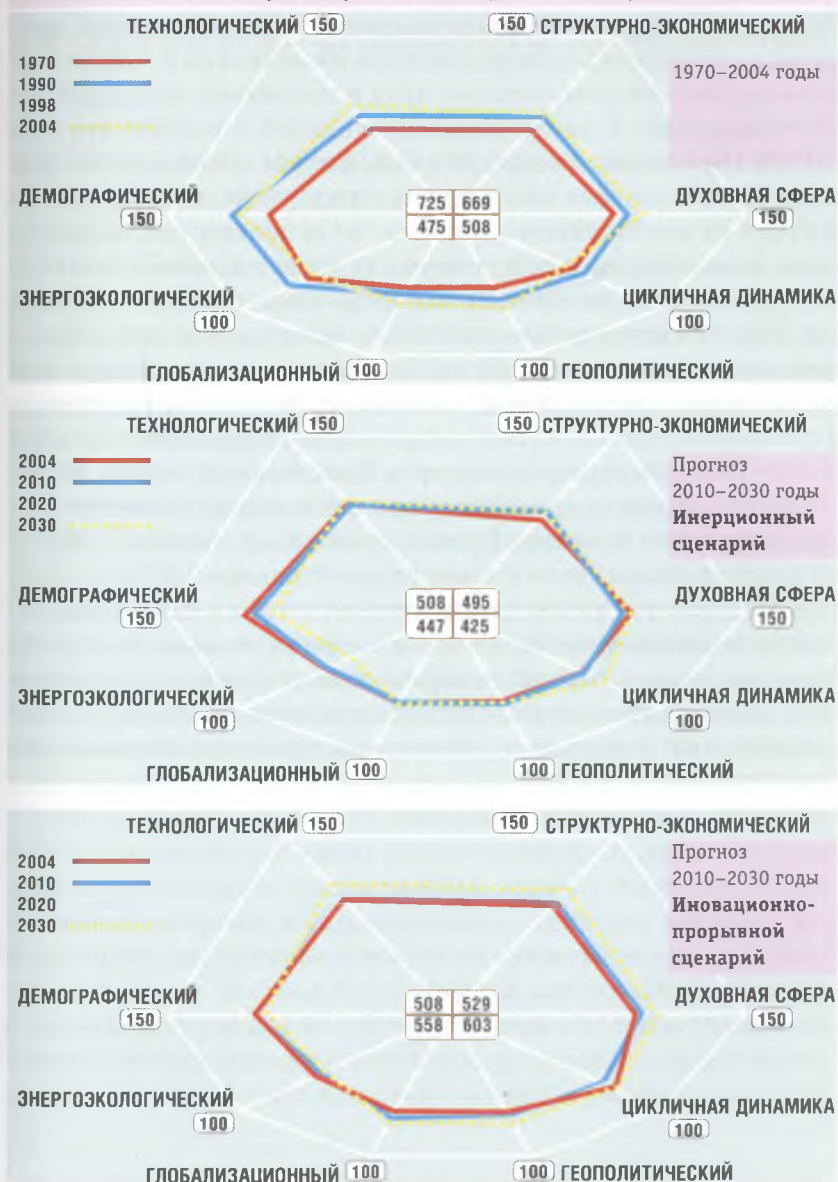 ТЕХНОЛОГИЧЕСКИЙ 150
150 СТРУКТУРНО-ЭКОНОМИЧЕСКИЙ
1970
1990
1998
2004
1970–2004 годы
ДЕМОГРАФИЧЕСКИЙ
150
725 669
475 508
ДУХОВНАЯ СФЕРА
150
ЭНЕРГОЭКОЛОГИЧЕСКИЙ
100
ЦИКЛИЧНАЯ ДИНАМИКА
100
ГЛОБАЛИЗАЦИОННЫЙ 100
100 ГЕОПОЛИТИЧЕСКИЙ
ТЕХНОЛОГИЧЕСКИЙ 150
150 СТРУКТУРНО-ЭКОНОМИЧЕСКИЙ
2004
2010
2020
2030
Прогноз
2010–2030 годы
Инерционный
сценарий
ДЕМОГРАФИЧЕСКИЙ
150
508 495
447 425
ДУХОВНАЯ СФЕРА
150
ЭНЕРГОЭКОЛОГИЧЕСКИЙ
100
ЦИКЛИЧНАЯ ДИНАМИКА
100
ГЛОБАЛИЗАЦИОННЫЙ 100
100 ГЕОПОЛИТИЧЕСКИЙ
ТЕХНОЛОГИЧЕСКИЙ 150
150 СТРУКТУРНО-ЭКОНОМИЧЕСКИЙ
2004
2010
2020
2030
Прогноз
2010–2030 годы
Иновационно-
прорывной
сценарий
ДЕМОГРАФИЧЕСКИЙ
150
508 529
558 603
ДУХОВНАЯ СФЕРА
150
ЭНЕРГОЭКОЛОГИЧЕСКИЙ
100
ЦИКЛИЧНАЯ ДИНАМИКА
100
ГЛОБАЛИЗАЦИОННЫЙ 100
100 ГЕОПОЛИТИЧЕСКИЙ